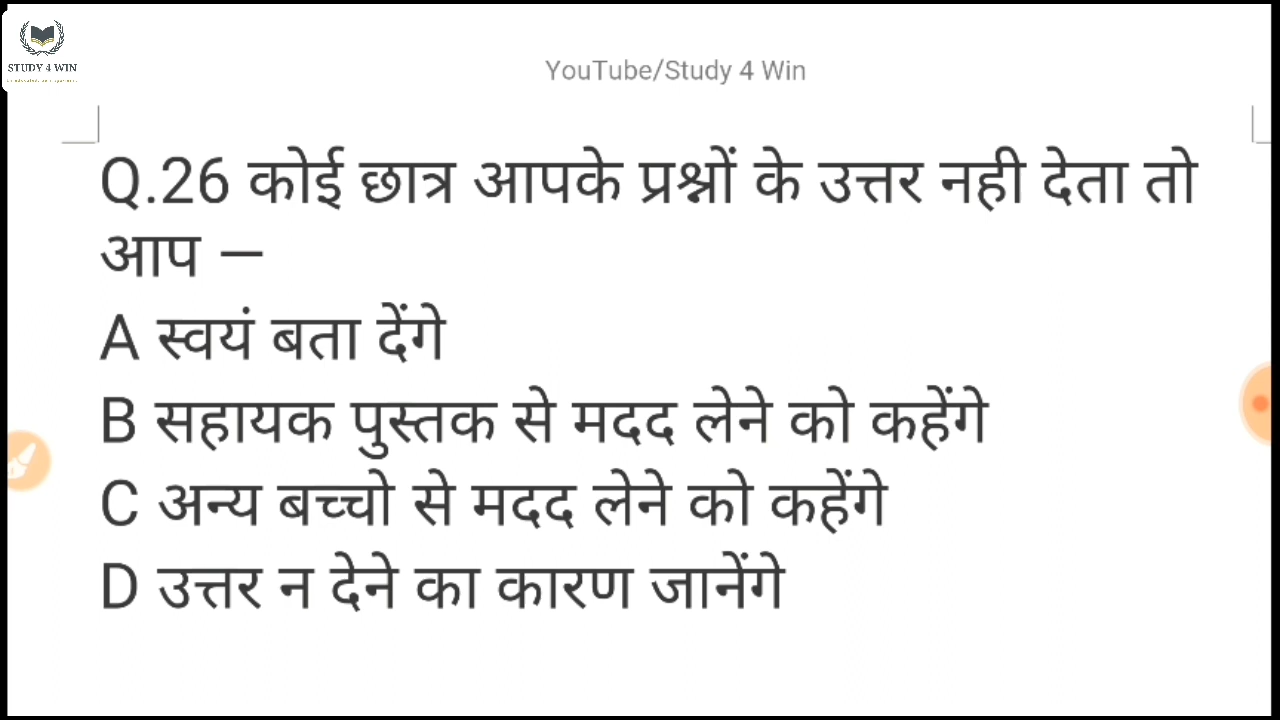 STUDY 4 WIN
YouTube/Study 4 Win
Q.26 कोई छात्र आपके प्रश्नों के उत्तर नही देता तो
आप —
A स्वयं बता देंगे
B सहायक पुस्तक से मदद लेने को कहेंगे
C अन्य बच्चो से मदद लेने को कहेंगे
D उत्तर न देने का कारण जानेंगे